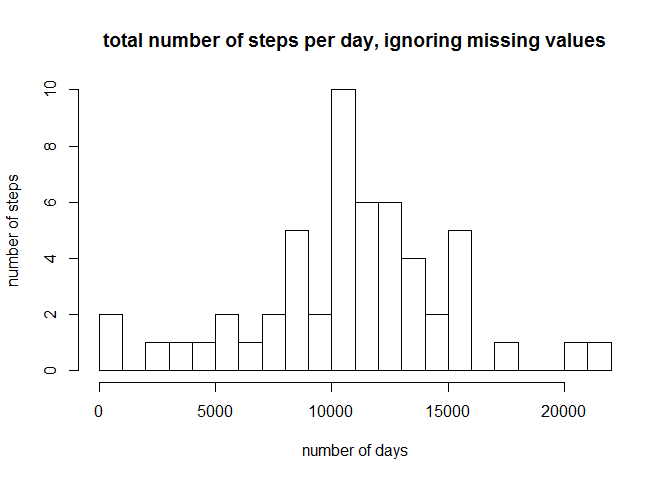 total number of steps per day, ignoring missing values
number of steps
10
8
6
4
2
0
0 5000 10000 15000 20000
number of days